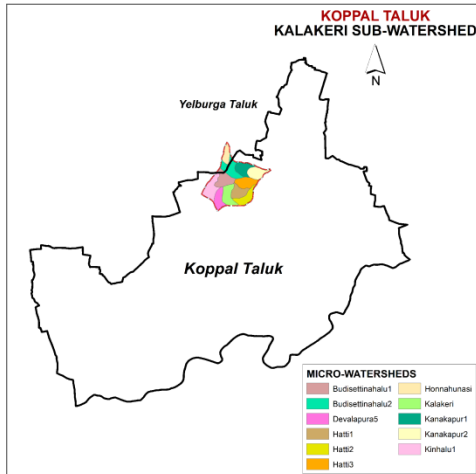 KOPPAL TALUK
KALAKERI SUB-WATERSHED
N
Yelburga Taluk
Koppal Taluk
MICRO-WATERSHEDS
Budisettinahalu1
Honnahunasi
Budisettinahalu2
Kalakeri
Devalapura5
Kanakapur1
Hatti1
Kanakapur2
Hatti2
Kinhalu1
Hatti3